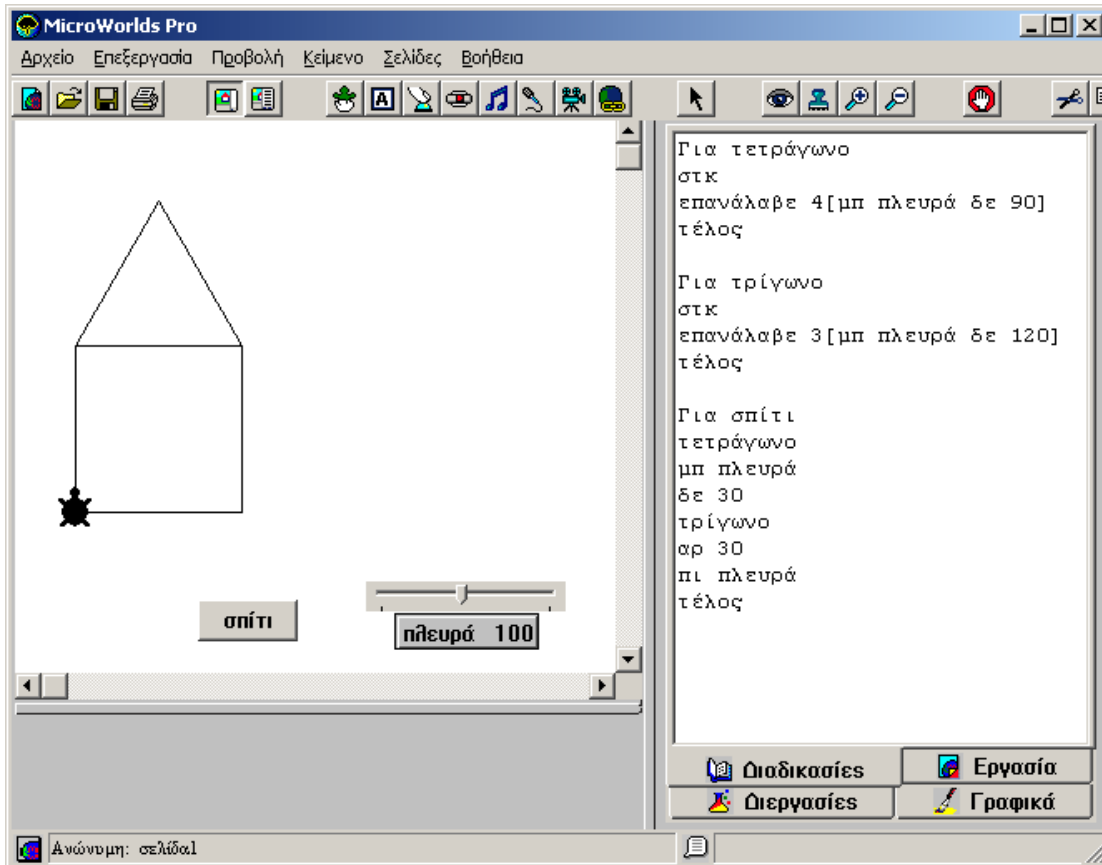 MicroWorlds Pro
Αρχείο Επεξεργασία Προβολή Κείμενο Σελίδες Βοήθεια
Για τετράγωνο
στκ
επανάλαβε 4[μπ πλευρά δε 90]
τέλος
Για τρίγωνο
στκ
επανάλαβε 3[μπ πλευρά δε 120]
τέλος
Για σπίτι
τετράγωνο
μπ πλευρά
δε 30
τρίγωνο
αρ 30
πι πλευρά
τέλος
σπίτι
πλευρά 100
Διαδικασίες Εργασία
Διεργασίες Γραφικά
Ανώνυμη: σελίδα1